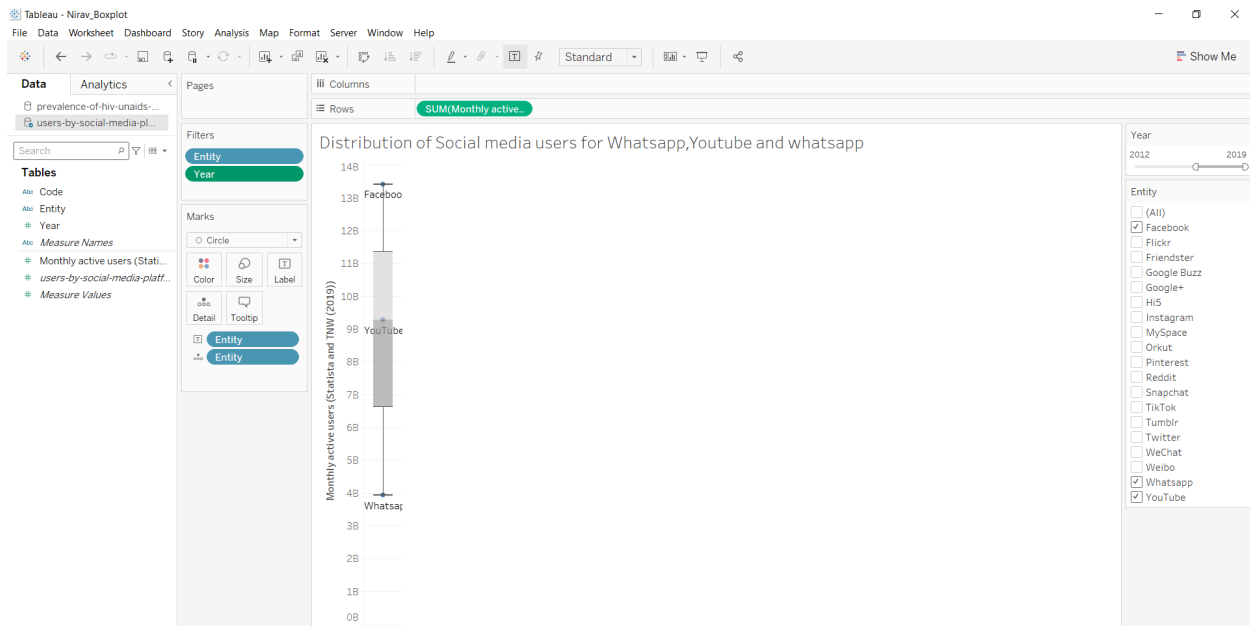 Tableau - Nirav_Boxplot
File Data Worksheet Dashboard Story Analysis Map Format Server Window Help
Standard
Show Me
Data Analytics
prevalence-of-hiv-unaids-...
users-by-social-media-pl...
Search
Tables
Abc Code
Abc Entity
# Year
Abc Measure Names
# Monthly active users (Stati...
# users-by-social-media-platf...
# Measure Values
Pages
Filters
Entity
Year
Marks
Circle
Color Size Label
Detail Tooltip
Entity
Entity
Columns
Rows SUM(Monthly active..
Distribution of Social media users for Whatsapp,Youtube and whatsapp
Monthly active users (Statista and TNW (2019))
14B
13B
12B
11B
10B
9B
8B
7B
6B
5B
4B
3B
2B
1B
0B
Faceboo
YouTube
Whatsap
Year
2012 2019
Entity
(All)
Facebook
Flickr
Friendster
Google Buzz
Google+
Hi5
Instagram
MySpace
Orkut
Pinterest
Reddit
Snapchat
TikTok
Tumblr
Twitter
WeChat
Weibo
Whatsapp
YouTube